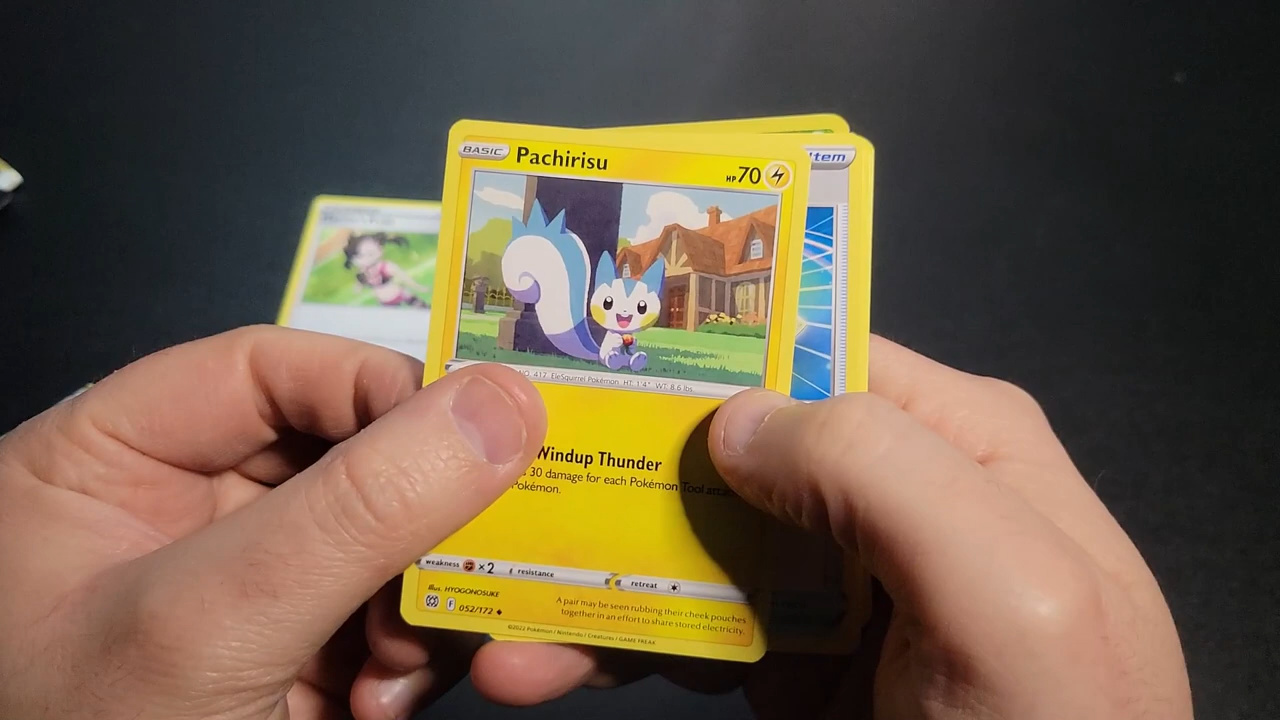 BASIC Pachirisu HP 70
Item
NO. 417 EleSquirrel Pokémon HT: 1'4" WT: 8.6 lbs.
Windup Thunder
30 damage for each Pokémon Tool
Pokémon.
weakness ×2 resistance retreat
Illus. HYOGONOSUKE
F 052/172
A pair may be seen rubbing their cheek pouches
together in an effort to share stored electricity.
©2022 Pokémon / Nintendo / Creatures / GAME FREAK